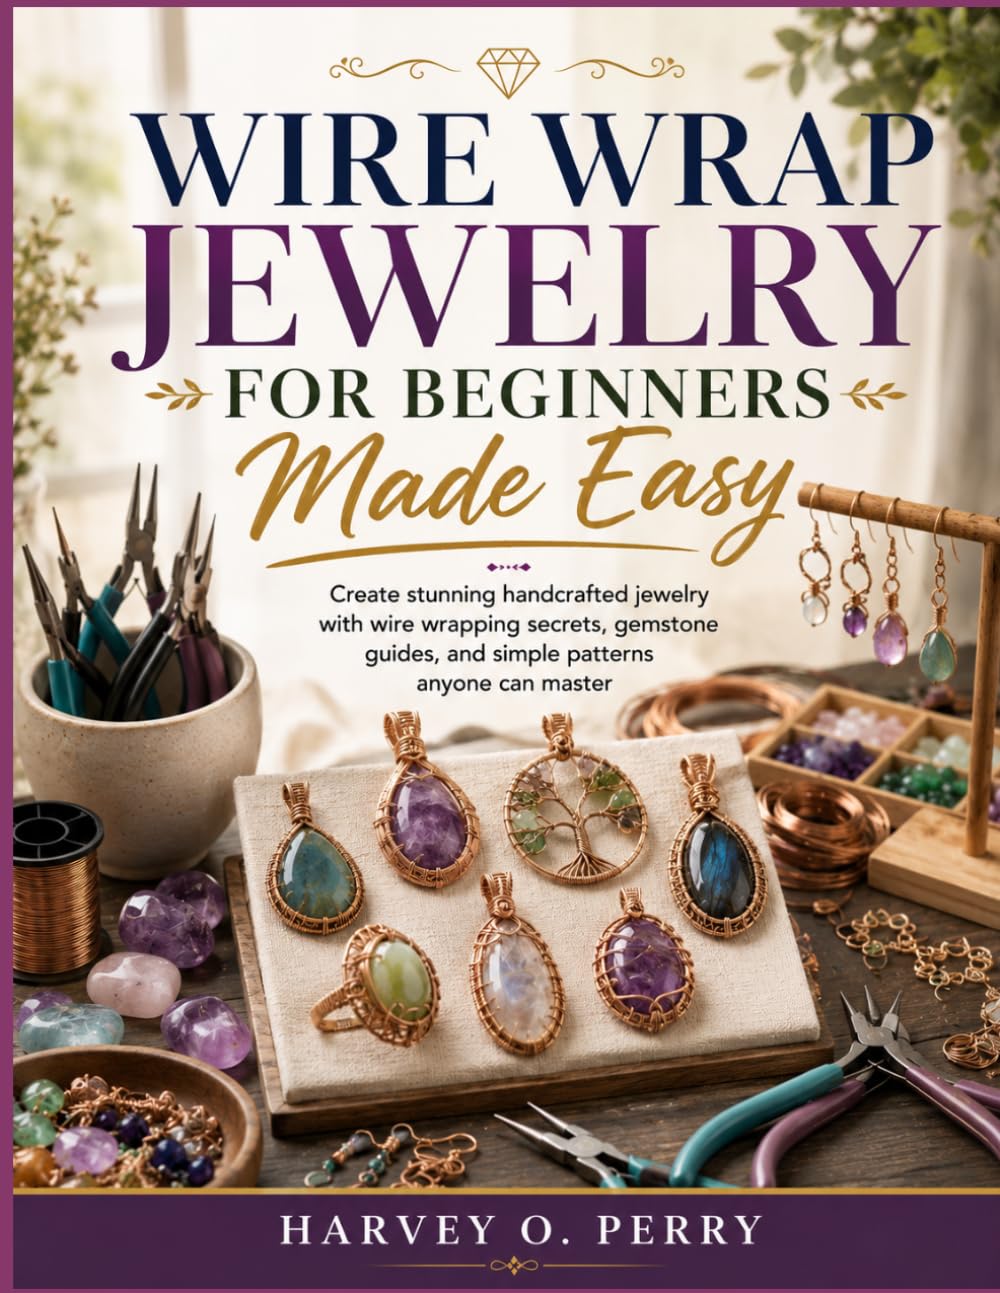 WIRE WRAP
JEWELRY
FOR BEGINNERS
Made Easy
Create stunning handcrafted jewelry
with wire wrapping secrets, gemstone
guides, and simple patterns
anyone can master
HARVEY O. PERRY